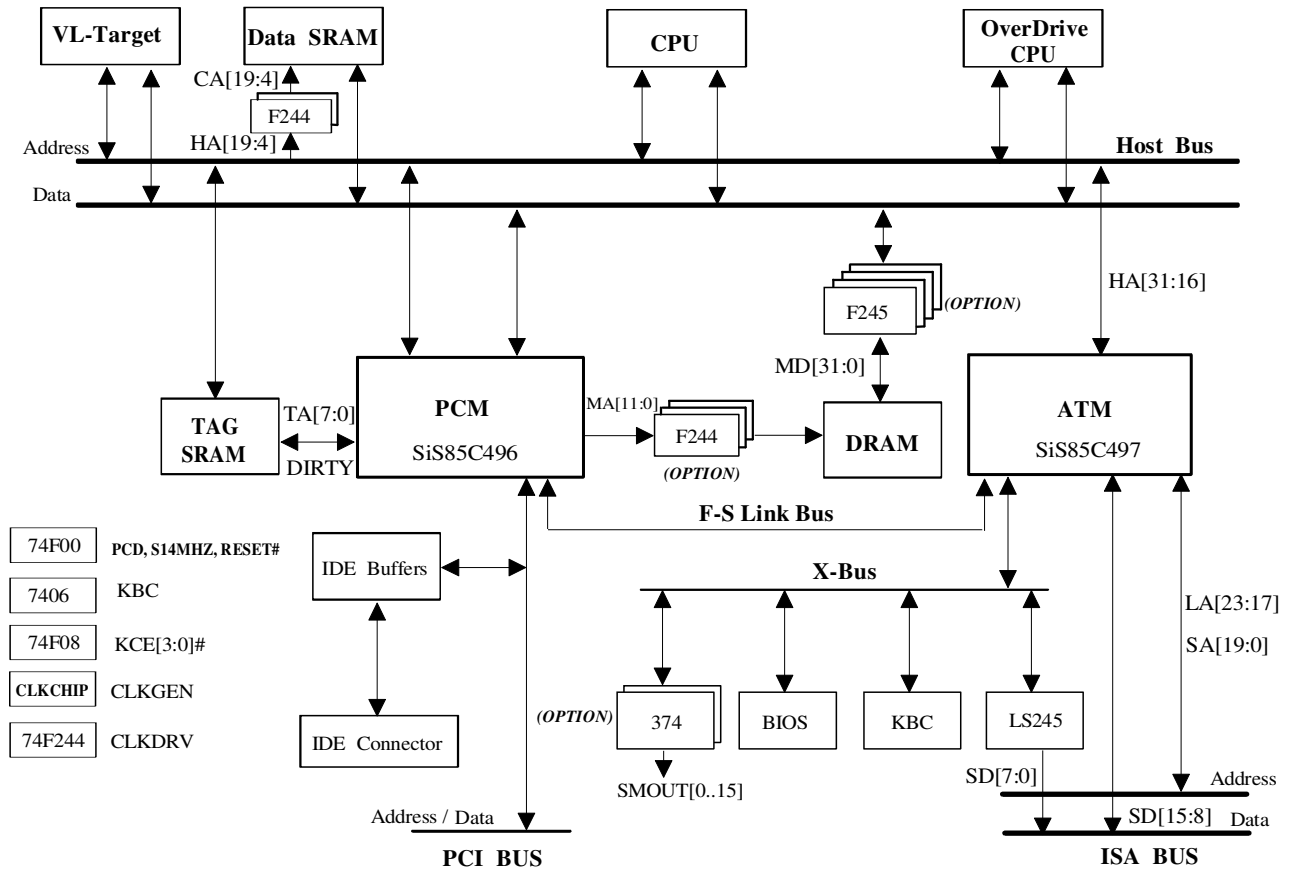 VL-Target
Data SRAM
CPU
OverDrive
CPU
CA[19:4]
F244
HA[19:4]
Address
Host Bus
Data
HA[31:16]
F245
(OPTION)
MD[31:0]
TAG
SRAM
TA[7:0]
DIRTY
PCM
SiS85C496
MA[11:0]
F244
(OPTION)
DRAM
ATM
SiS85C497
F-S Link Bus
74F00
PCD, S14MHZ, RESET#
7406
KBC
74F08
KCE[3:0]#
CLKCHIP
CLKGEN
74F244
CLKDRV
IDE Buffers
IDE Connector
X-Bus
LA[23:17]
SA[19:0]
(OPTION)
374
BIOS
KBC
LS245
SMOUT[0..15]
SD[7:0]
Address
SD[15:8]
Data
Address / Data
PCI BUS
ISA BUS